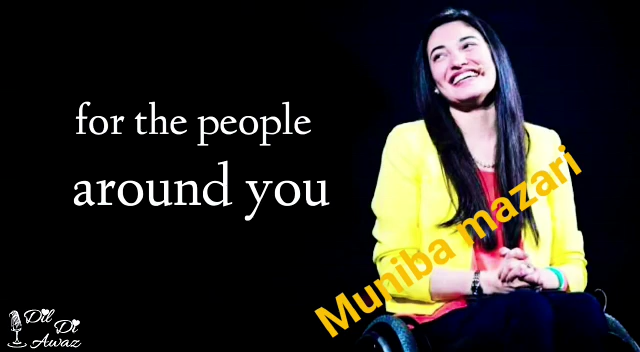 for the people
around you
Muniba mazari
Dil
Di
Awaz